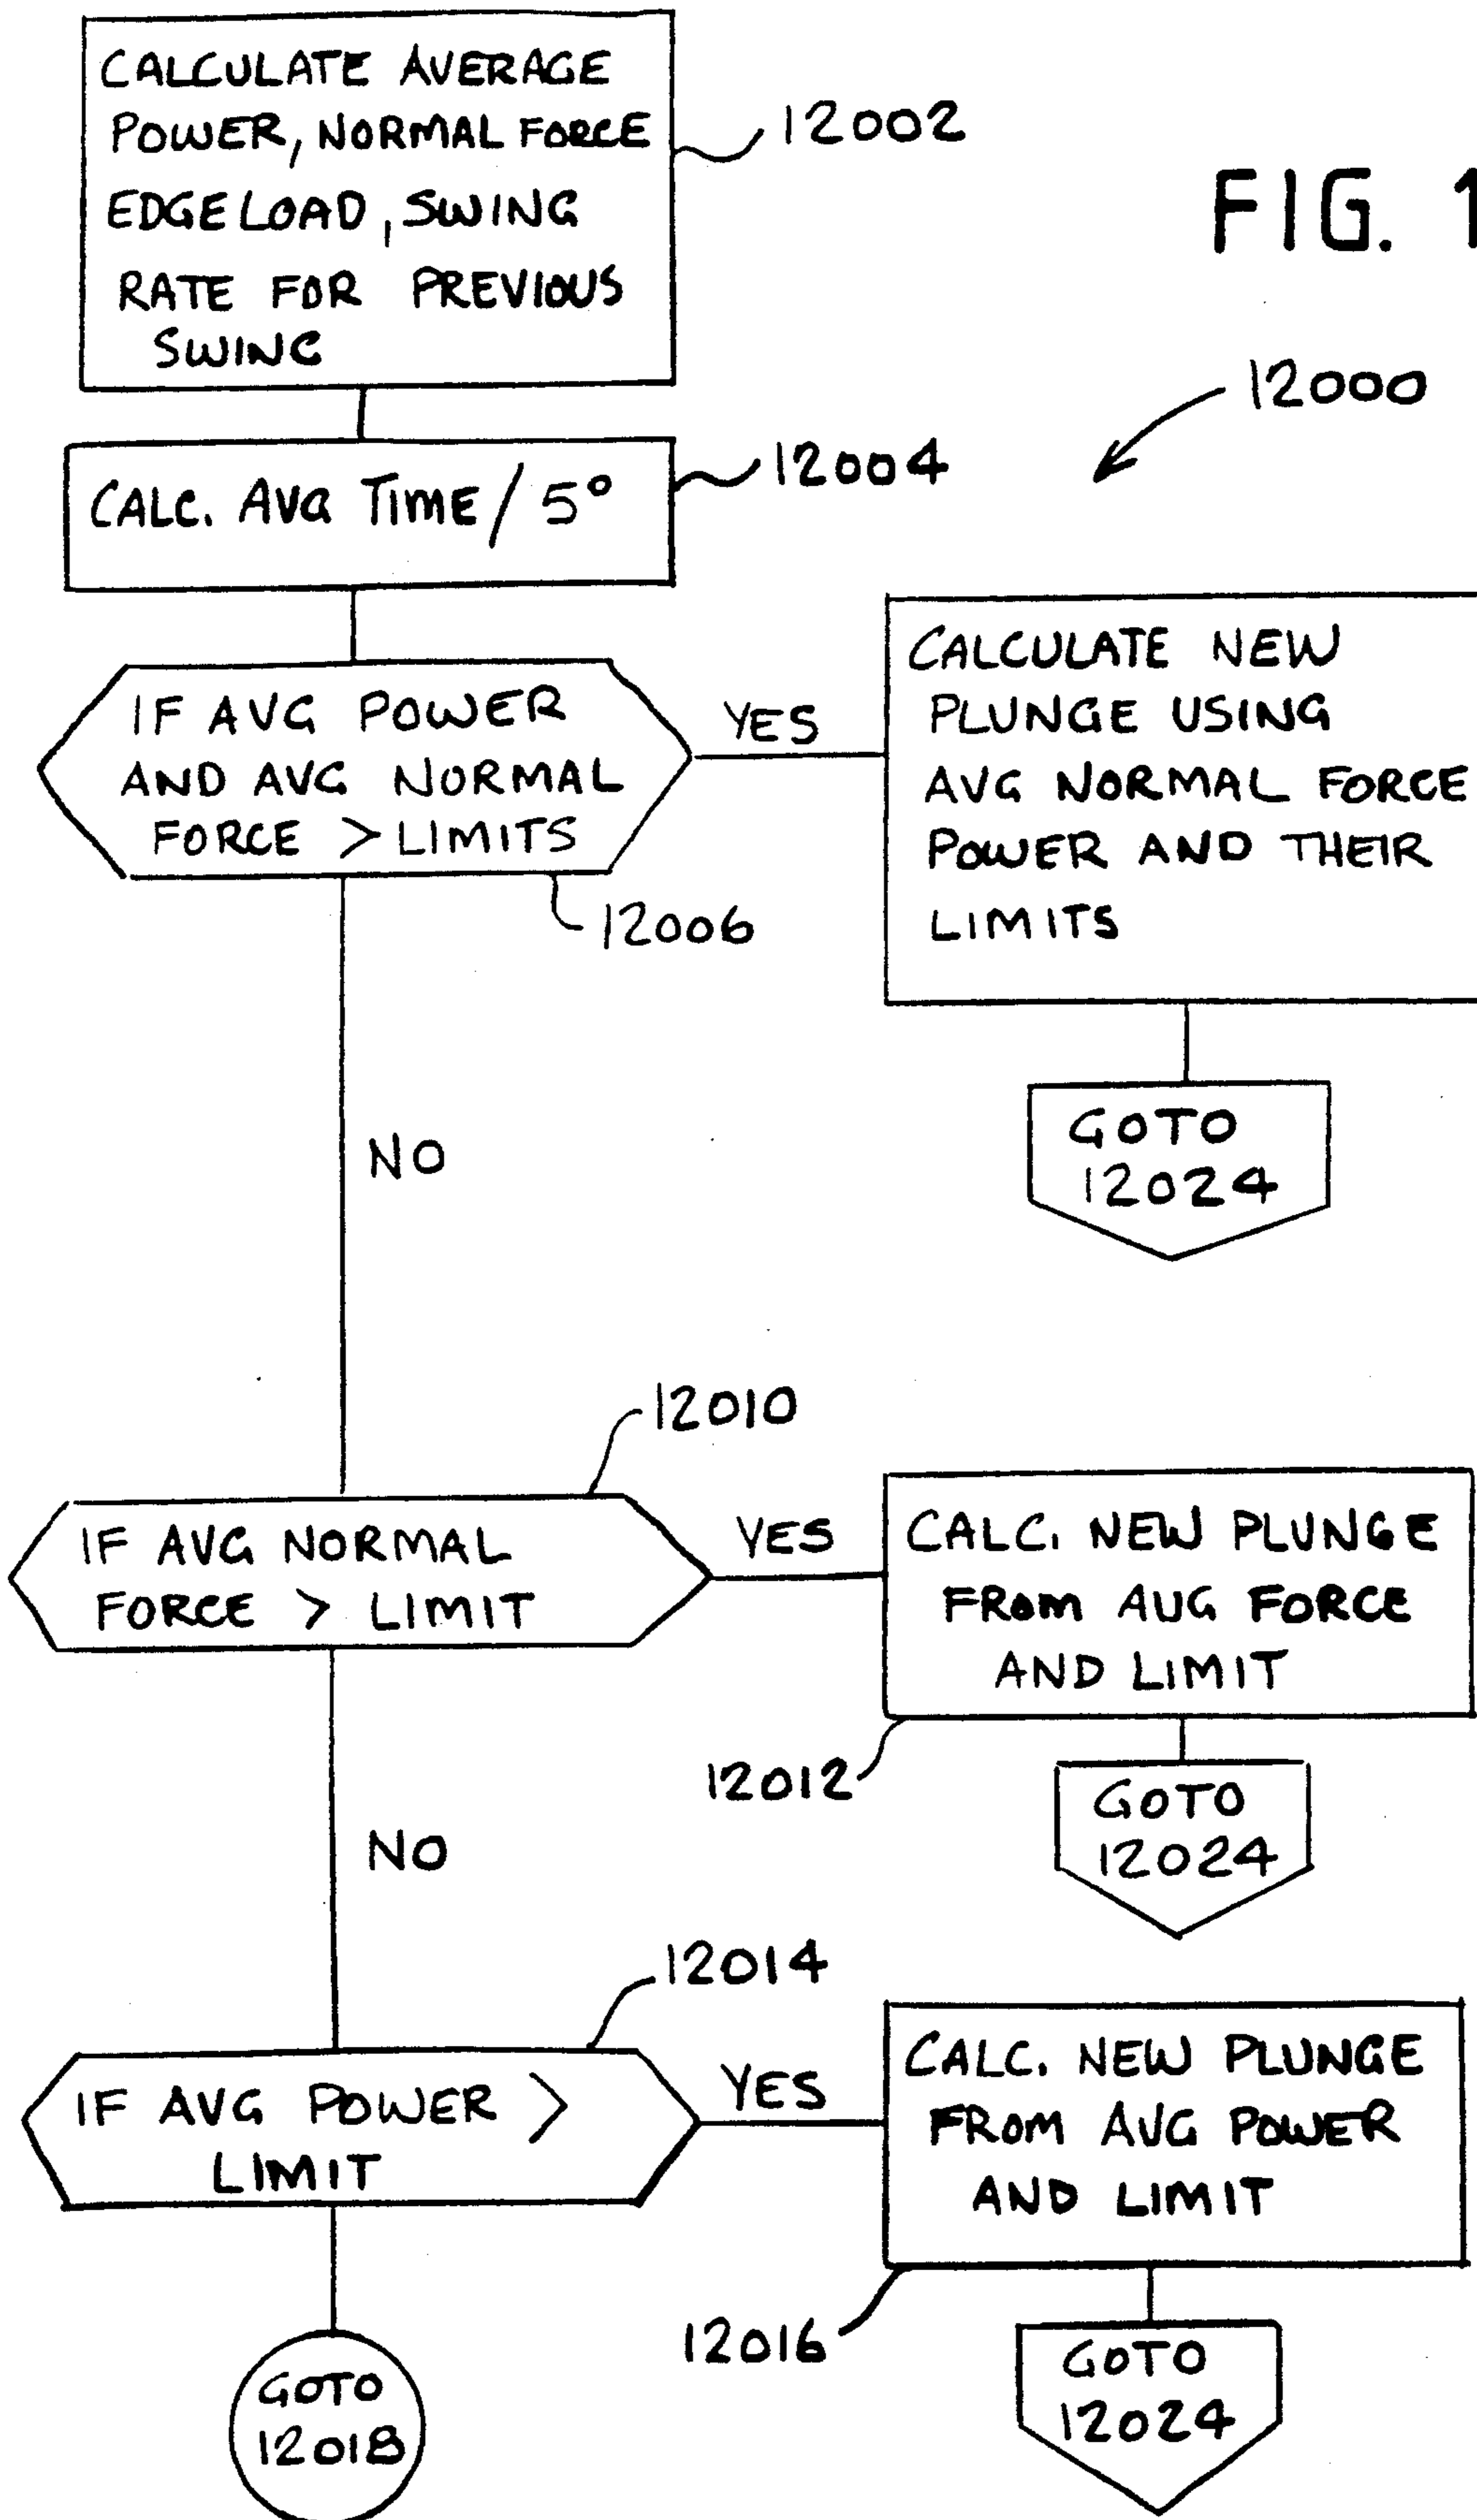 CALCULATE AVERAGE
POWER, NORMAL FORCE
EDGE LOAD, SWING
RATE FOR PREVIOUS
SWING
12002
FIG. 1
12000
CALC. AVG TIME / 5°
12004
IF AVG POWER
AND AVG NORMAL
FORCE > LIMITS
12006
YES
CALCULATE NEW
PLUNGE USING
AVG NORMAL FORCE
POWER AND THEIR
LIMITS
GOTO
12024
NO
12010
IF AVG NORMAL
FORCE > LIMIT
YES
CALC. NEW PLUNGE
FROM AUG FORCE
AND LIMIT
12012
GOTO
12024
NO
12014
IF AVG POWER >
LIMIT
YES
CALC. NEW PLUNGE
FROM AVG POWER
AND LIMIT
12016
GOTO
12024
GOTO
12018